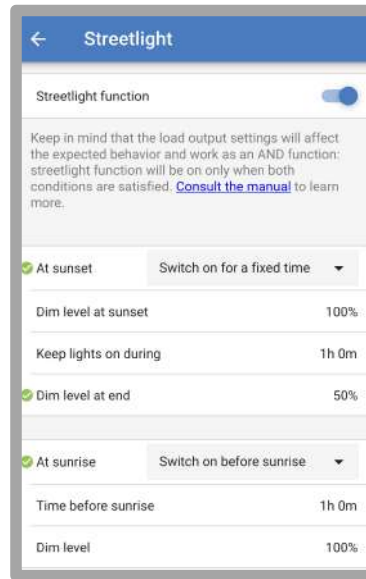 Streetlight
Streetlight function
Keep in mind that the load output settings will affect
the expected behavior and work as an AND function:
streetlight function will be on only when both
conditions are satisfied. Consult the manual to learn
more.
At sunset Switch on for a fixed time
Dim level at sunset 100%
Keep lights on during 1h 0m
Dim level at end 50%
At sunrise Switch on before sunrise
Time before sunrise 1h 0m
Dim level 100%